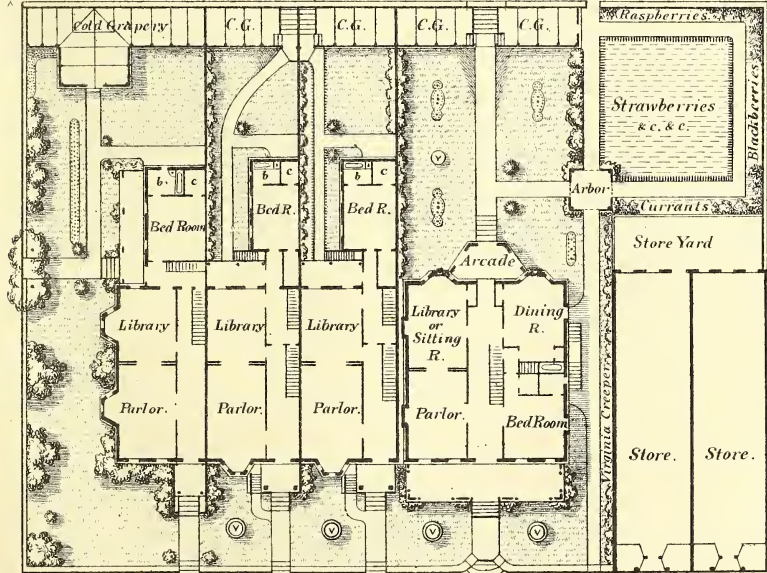 Cold Grapery
C.G.
C.G.
C.G.
C.G.
Raspberries.
Strawberries
& c. & c.
Blackberries
b.
c
b
c
b
c
Bed Room
Bed R.
Bed R.
V
Arbor
Currants
Store Yard
Arcade
Library
Library
Library
Library
or
Sitting
R.
Dining
R.
Parlor.
Parlor.
Parlor.
Parlor.
Bed Room
Virginia Creeper
Store.
Store.
V
V
V
V